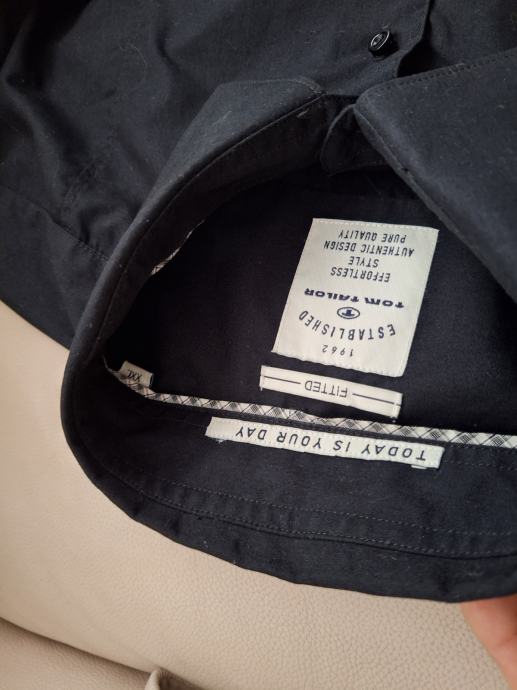 TODAY IS YOUR DAY
FITTED
XXL
1962
ESTABLISHED
TOM TAILOR
EFFORTLESS
STYLE
AUTHENTIC DESIGN
PURE QUALITY